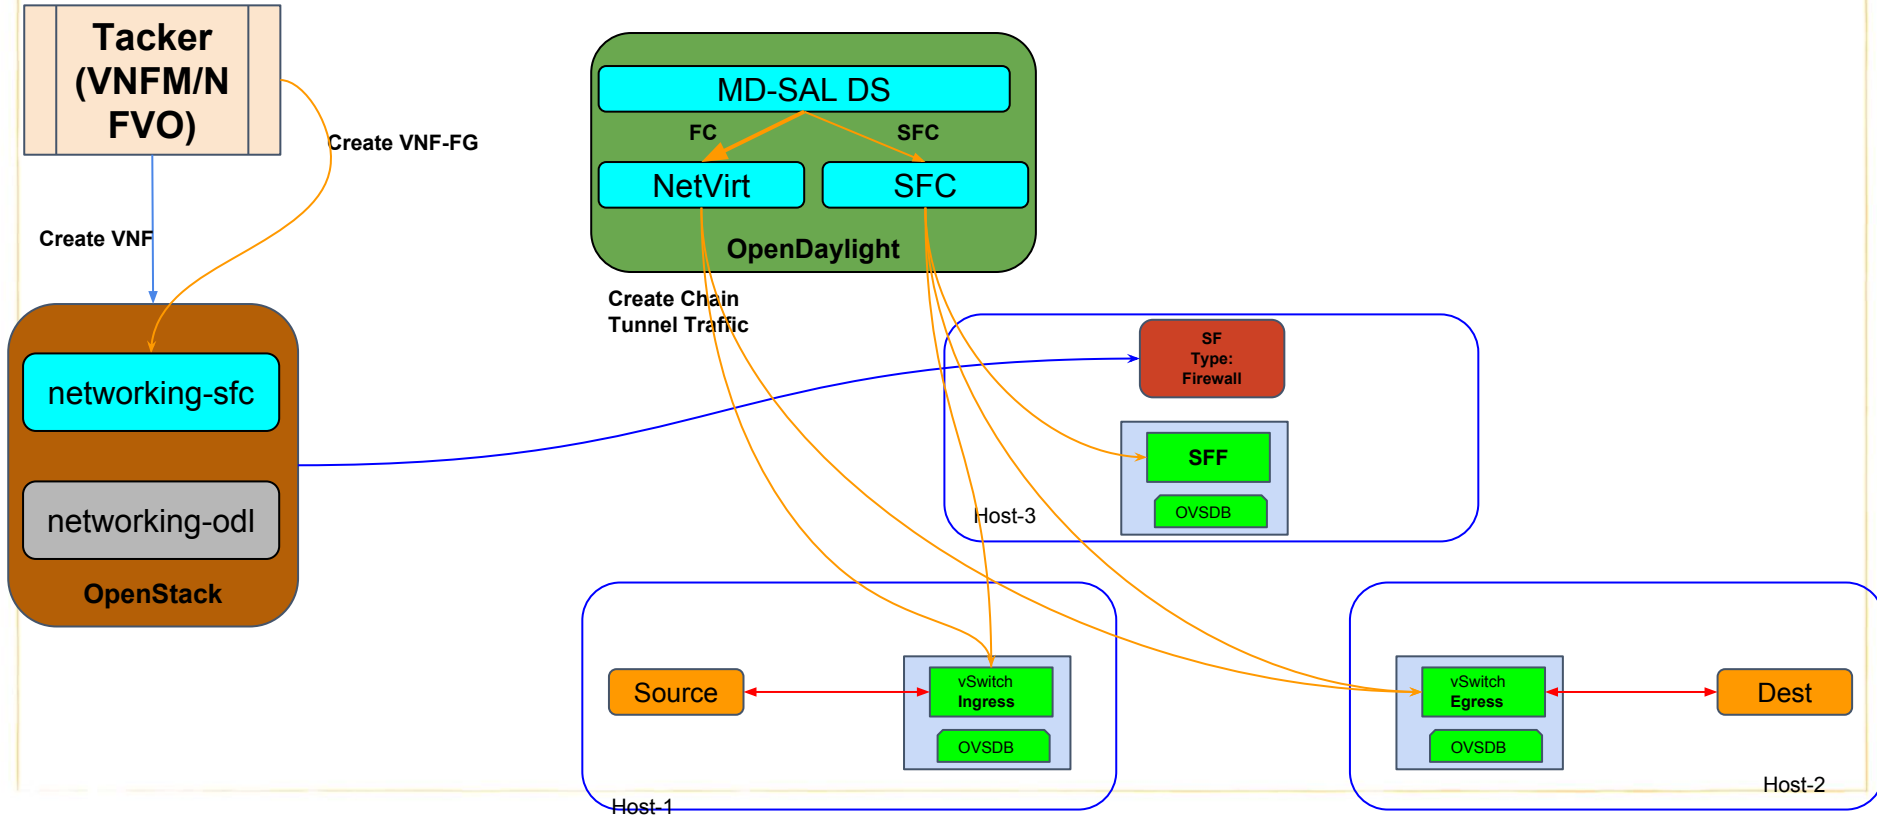 Tacker
(VNFM/N
FVO)
Create VNF-FG
Create VNF
networking-sfc
networking-odl
OpenStack
MD-SAL DS
FC
SFC
NetVirt
SFC
OpenDaylight
Create Chain
Tunnel Traffic
SF
Type:
Firewall
SFF
OVSDB
Host-3
Source
vSwitch
Ingress
OVSDB
Host-1
vSwitch
Egress
OVSDB
Dest
Host-2